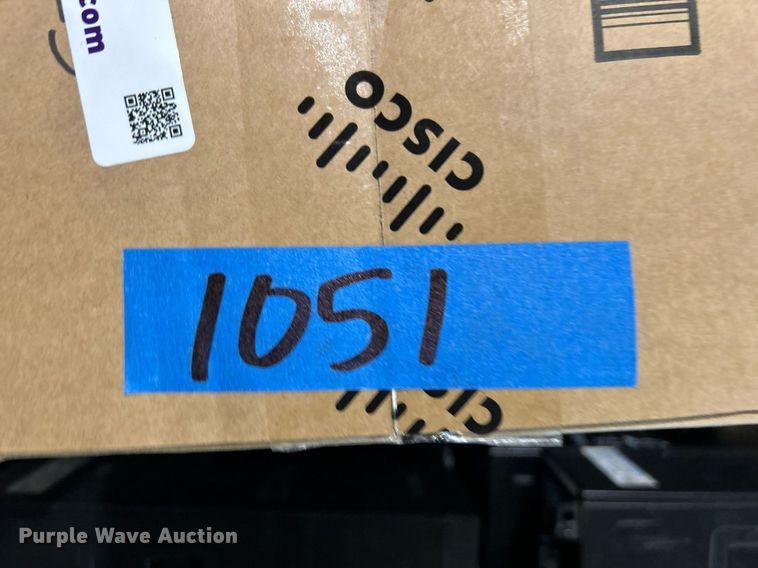 .com
CISCO
1051
CISCO
Purple Wave Auction